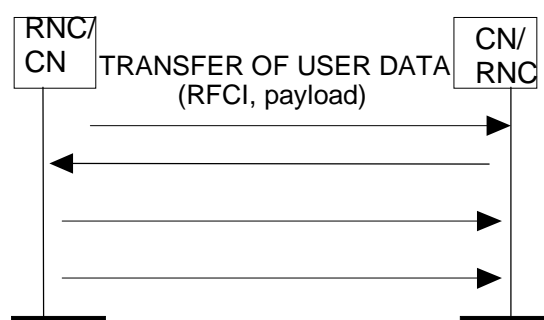 RNC/
CN
CN/
RNC
TRANSFER OF USER DATA
(RFCI, payload)